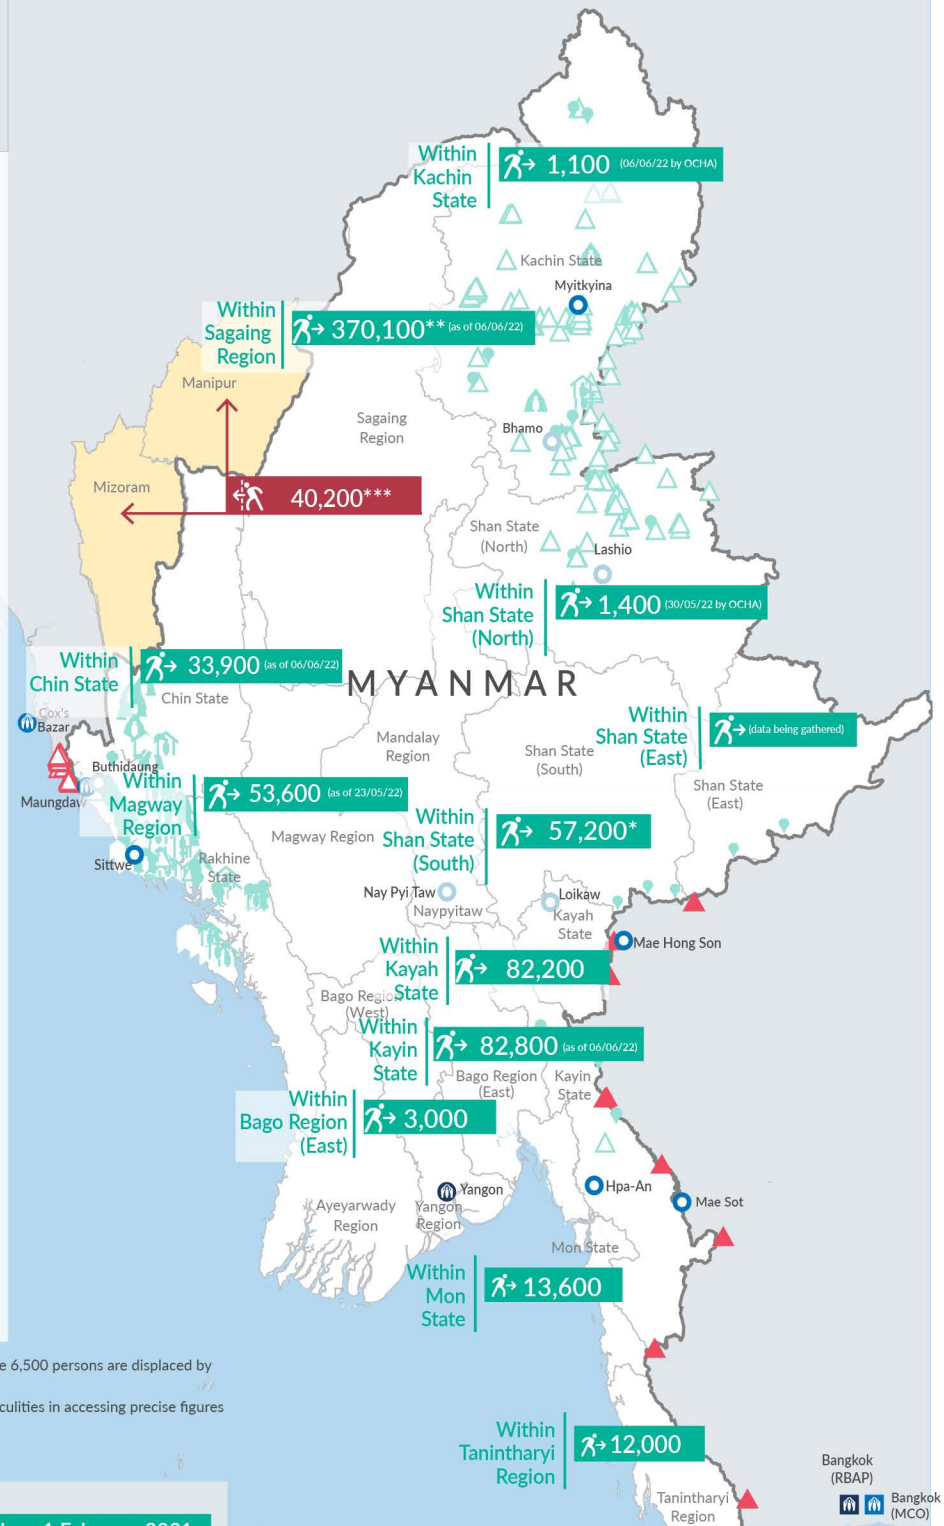 Within
Kachin
State
1,100 (06/06/22 by OCHA)
Kachin State
Myitkyina
Within
Sagaing
Region
370,100** (as of 06/06/22)
Manipur
Sagaing
Region
Bhamo
Mizoram
40,200***
Shan State
(North)
Lashio
Within
Shan State
(North)
1,400 (30/05/22 by OCHA)
Within
Chin State
33,900 (as of 06/06/22)
Chin State
MYANMAR
Cox's
Bazar
Within
Shan State
(East)
(data being gathered)
Mandalay
Region
Shan State
(South)
Shan State
(East)
Buthidaung
Maungdaw
Within
Magway
Region
53,600 (as of 23/05/22)
Magway Region
Within
Shan State
(South)
57,200*
Sittwe
Rakhine
State
Nay Pyi Taw
Naypyitaw
Loikaw
Kayah
State
Mae Hong Son
Within
Kayah
State
82,200
Bago Region
(West)
Within
Kayin
State
82,800 (as of 06/06/22)
Bago Region
(East)
Kayin
State
Within
Bago Region
(East)
3,000
Yangon
Yangon
Region
Ayeyarwady
Region
Hpa-An
Mae Sot
Mon State
Within
Mon
State
13,600
6,500 persons are displaced by
in accessing precise figures
Within
Tanintharyi
Region
12,000
Tanintharyi
Region
Bangkok
(RBAP)
Bangkok
(MCO)